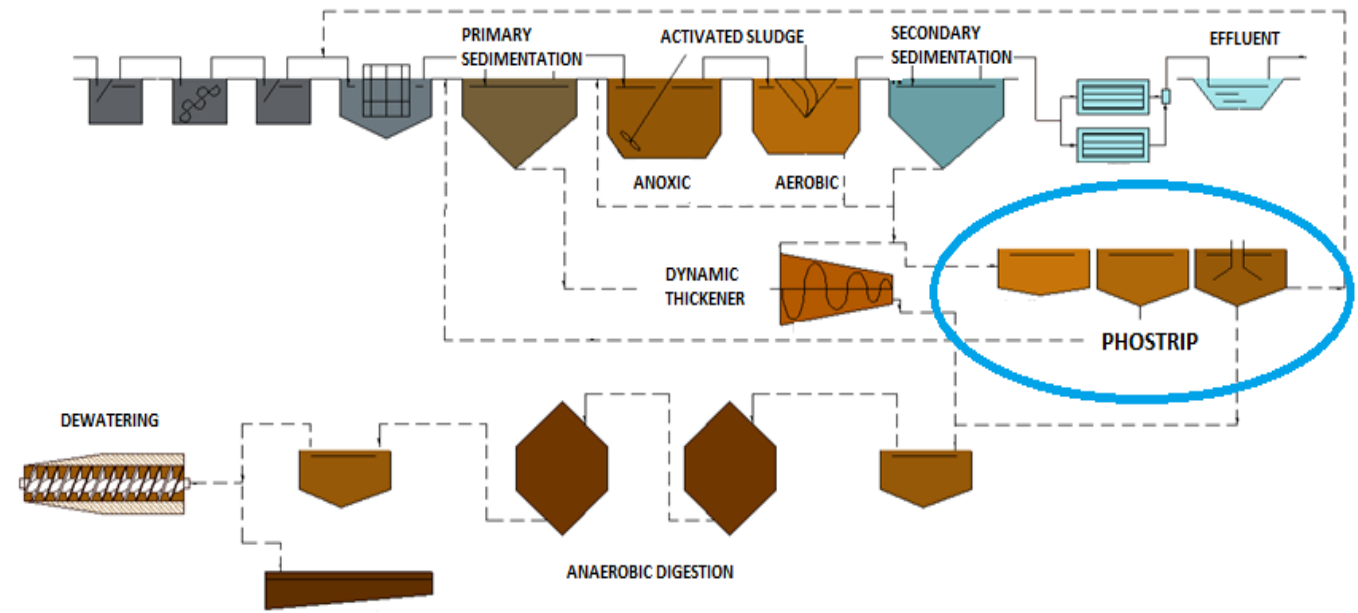 PRIMARY
SEDIMENTATION
ACTIVATED SLUDGE
SECONDARY
SEDIMENTATION
EFFLUENT
ANOXIC
AEROBIC
DYNAMIC
THICKENER
PHOSTRIP
DEWATERING
ANAEROBIC DIGESTION